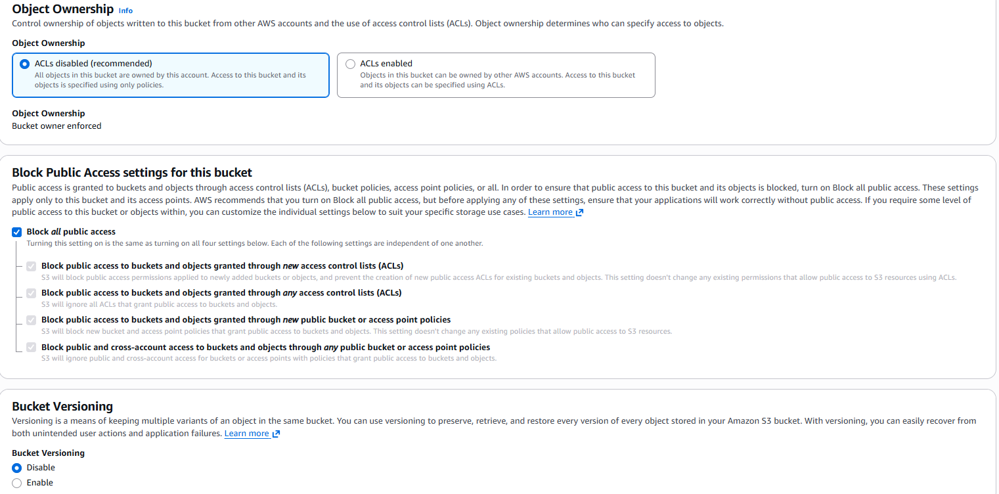 Object Ownership Info
Control ownership of objects written to this bucket from other AWS accounts and the use of access control lists (ACLs). Object ownership determines who can specify access to objects.
Object Ownership
ACLs disabled (recommended)
All objects in this bucket are owned by this account. Access to this bucket and its
objects is specified using only policies.
ACLs enabled
Objects in this bucket can be owned by other AWS accounts. Access to this bucket
and its objects can be specified using ACLs.
Object Ownership
Bucket owner enforced
Block Public Access settings for this bucket
Public access is granted to buckets and objects through access control lists (ACLs), bucket policies, access point policies, or all. In order to ensure that public access to this bucket and its objects is blocked, turn on Block all public access. These settings
apply only to this bucket and its access points. AWS recommends that you turn on Block all public access, but before applying any of these settings, ensure that your applications will work correctly without public access. If you require some level of
public access to this bucket or objects within, you can customize the individual settings below to suit your specific storage use cases. Learn more
Block all public access
Turning this setting on is the same as turning on all four settings below. Each of the following settings are independent of one another.
Block public access to buckets and objects granted through new access control lists (ACLs)
S3 will block public access permissions applied to newly added buckets or objects, and prevent the creation of new public access ACLs for existing buckets and objects. This setting doesn't change any existing permissions that allow public access to S3 resources using ACLs.
Block public access to buckets and objects granted through any access control lists (ACLs)
S3 will ignore all ACLs that grant public access to buckets and objects.
Block public access to buckets and objects granted through new public bucket or access point policies
S3 will block new bucket and access point policies that grant public access to buckets and objects. This setting doesn't change any existing policies that allow public access to S3 resources.
Block public and cross-account access to buckets and objects through any public bucket or access point policies
S3 will ignore public and cross-account access for buckets or access points with policies that grant public access to buckets and objects.
Bucket Versioning
Versioning is a means of keeping multiple variants of an object in the same bucket. You can use versioning to preserve, retrieve, and restore every version of every object stored in your Amazon S3 bucket. With versioning, you can easily recover from
both unintended user actions and application failures. Learn more
Bucket Versioning
Disable
Enable